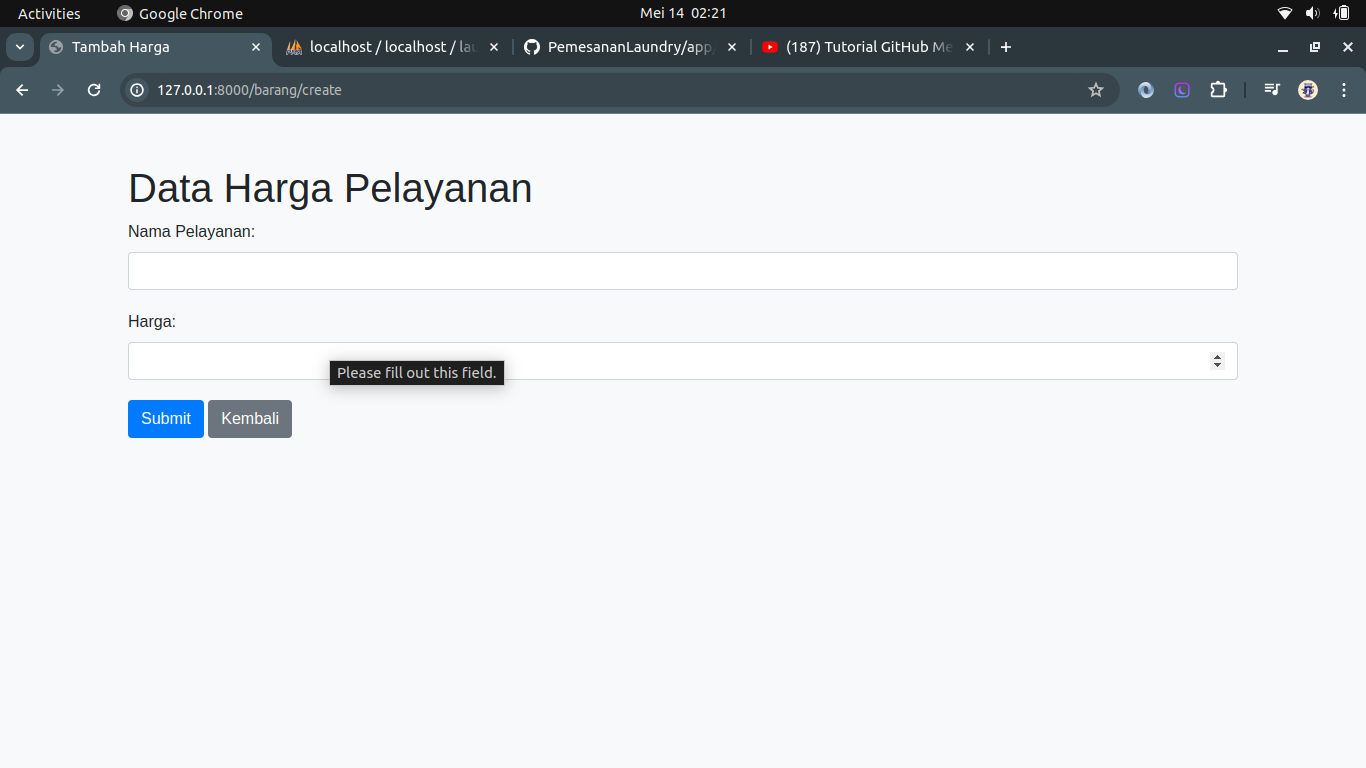 Activities Google Chrome Mei 14 02:21
Tambah Harga localhost / localhost / lau PemesananLaundry/app (187) Tutorial GitHub Me
127.0.0.1:8000/barang/create
Data Harga Pelayanan
Nama Pelayanan:
Harga:
Please fill out this field.
Submit Kembali